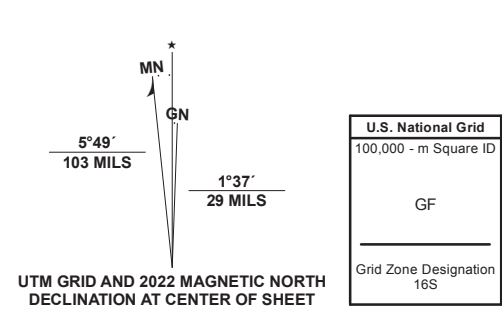 ★
MN
GN
5°49´
103 MILS
1°37´
29 MILS
UTM GRID AND 2022 MAGNETIC NORTH
DECLINATION AT CENTER OF SHEET
U.S. National Grid
100,000 - m Square ID
GF
Grid Zone Designation
16S